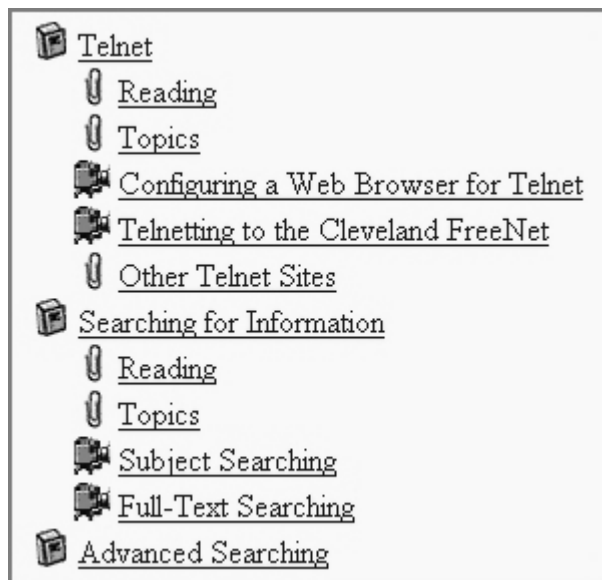 Telnet
Reading
Topics
Configuring a Web Browser for Telnet
Telnetting to the Cleveland FreeNet
Other Telnet Sites
Searching for Information
Reading
Topics
Subject Searching
Full-Text Searching
Advanced Searching